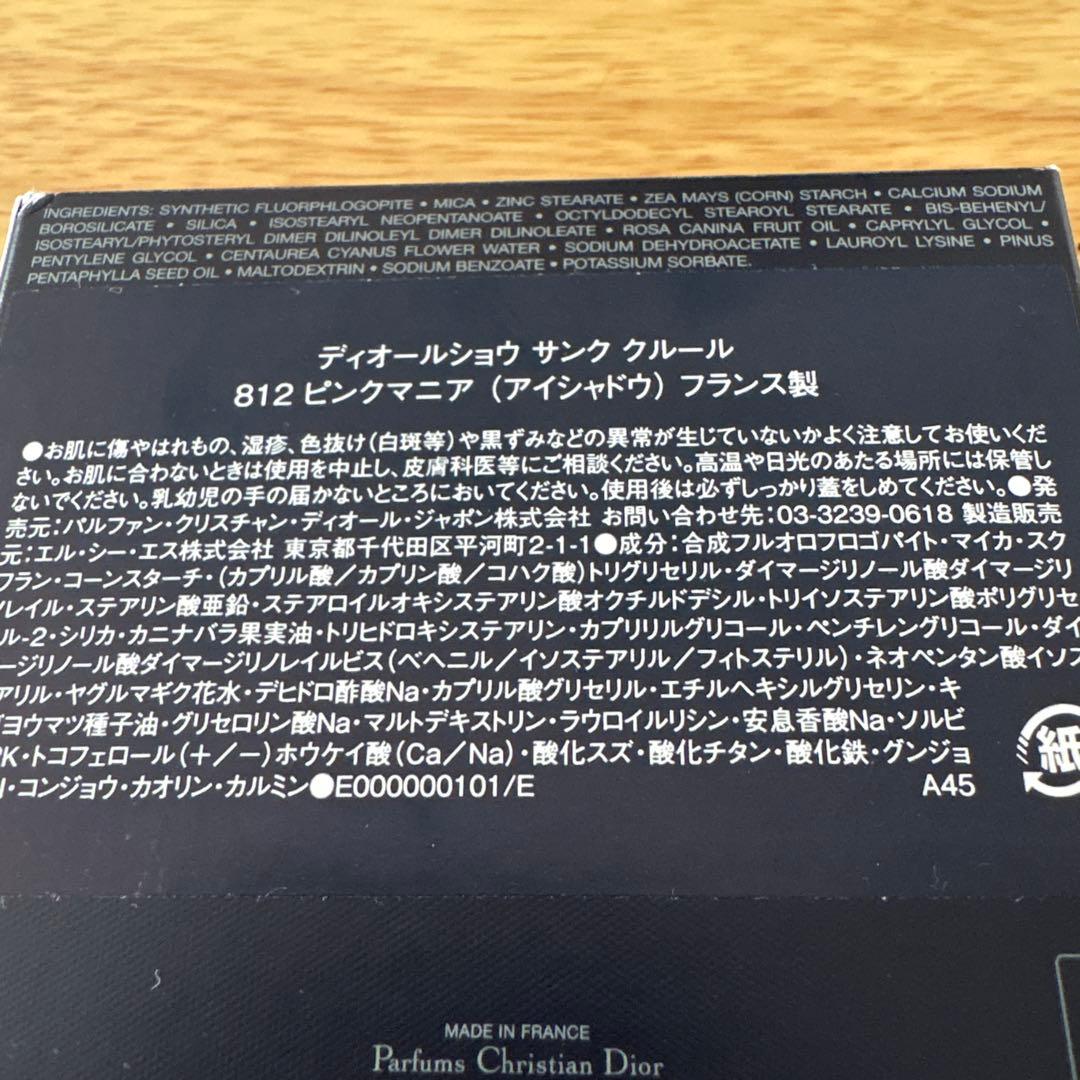 INGREDIENTS: SYNTHETIC FLUORPHLOGOPITE • MICA • ZINC STEARATE • ZEA MAYS (CORN) STARCH • CALCIUM SODIUM
BOROSILICATE • SILICA • ISOSTEARYL NEOPENTANOATE • OCTYLDODECYL STEAROYL STEARATE • BIS-BEHENYL/
ISOSTEARYL/PHYTOSTERYL DIMER DILINOLEYL DIMER DILINOLEATE • ROSA CANINA FRUIT OIL • CAPRYLYL GLYCOL •
PENTYLENE GLYCOL • CENTAUREA CYANUS FLOWER WATER • SODIUM DEHYDROACETATE • LAUROYL LYSINE • PINUS
PENTAPHYLLA SEED OIL • MALTODEXTRIN • SODIUM BENZOATE • POTASSIUM SORBATE.
ディオールショウ サンク クルール
812 ピンクマニア（アイシャドウ）フランス製
●お肌に傷やはれもの、湿疹、色抜け（白斑等）や黒ずみなどの異常が生じていないかよく注意してお使いくだ
さい。お肌に合わないときは使用を中止し、皮膚科医等にご相談ください。高温や日光のあたる場所には保管し
ないでください。乳幼児の手の届かないところにおいてください。使用後は必ずしっかり蓋をしめてください。●発
売元：パルファン・クリスチャン・ディオール・ジャポン株式会社 お問い合わせ先：03-3239-0618 製造販売
元：エル・シー・エス株式会社 東京都千代田区平河町2-1-1●成分：合成フルオロフロゴパイト・マイカ・スク
フラン・コーンスターチ・（カプリル酸／カプリン酸／コハク酸）トリグリセリル・ダイマージリノール酸ダイマージリ
ノレイル・ステアリン酸亜鉛・ステアロイルオキシステアリン酸オクチルドデシル・トリイソステアリン酸ポリグリセ
ル-2・シリカ・カニナバラ果実油・トリヒドロキシステアリン・カプリリルグリコール・ペンチレングリコール・ダイ
ージリノール酸ダイマージリノレイルビス（ベヘニル／イソステアリル／フィトステリル）・ネオペンタン酸イソス
アリル・ヤグルマギク花水・デヒドロ酢酸Na・カプリル酸グリセリル・エチルヘキシルグリセリン・キ
ゴヨウマツ種子油・グリセロリン酸Na・マルトデキストリン・ラウロイルリシン・安息香酸Na・ソルビ
K・トコフェロール（＋／－）ホウケイ酸（Ca／Na）・酸化スズ・酸化チタン・酸化鉄・グンジョ
・コンジョウ・カオリン・カルミン●E000000101/E
A45
紙
MADE IN FRANCE
Parfums Christian Dior